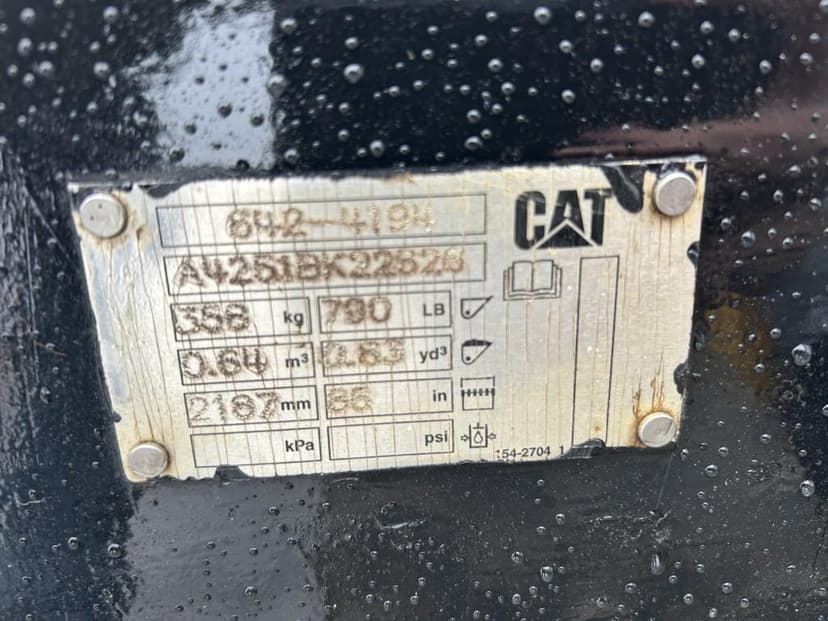 642-4194
CAT
A4251BK22626
358 kg 790 LB
0.64 m³ 0.83 yd³
2187 mm 86 in
kPa psi
154-2704 1